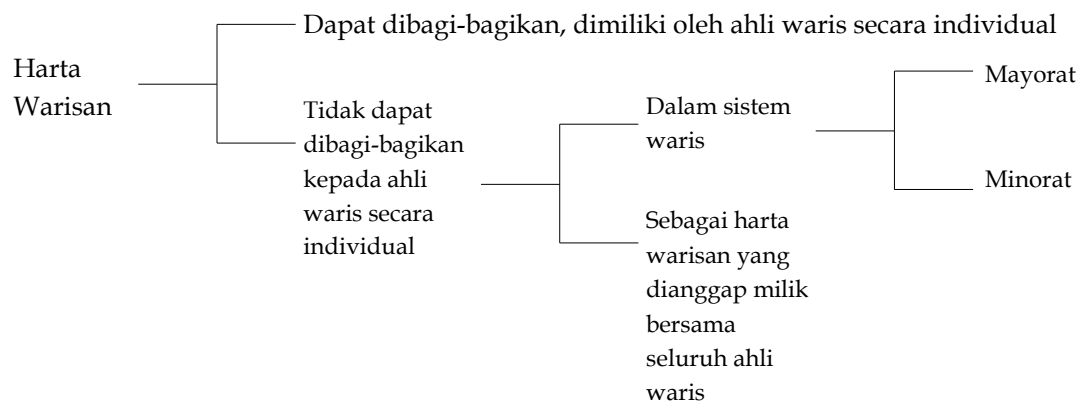 Dapat dibagi-bagikan, dimiliki oleh ahli waris secara individual
Harta
Warisan
Tidak dapat
dibagi-bagikan
kepada ahli
waris secara
individual
Dalam sistem
waris
Mayorat
Minorat
Sebagai harta
warisan yang
dianggap milik
bersama
seluruh ahli
waris